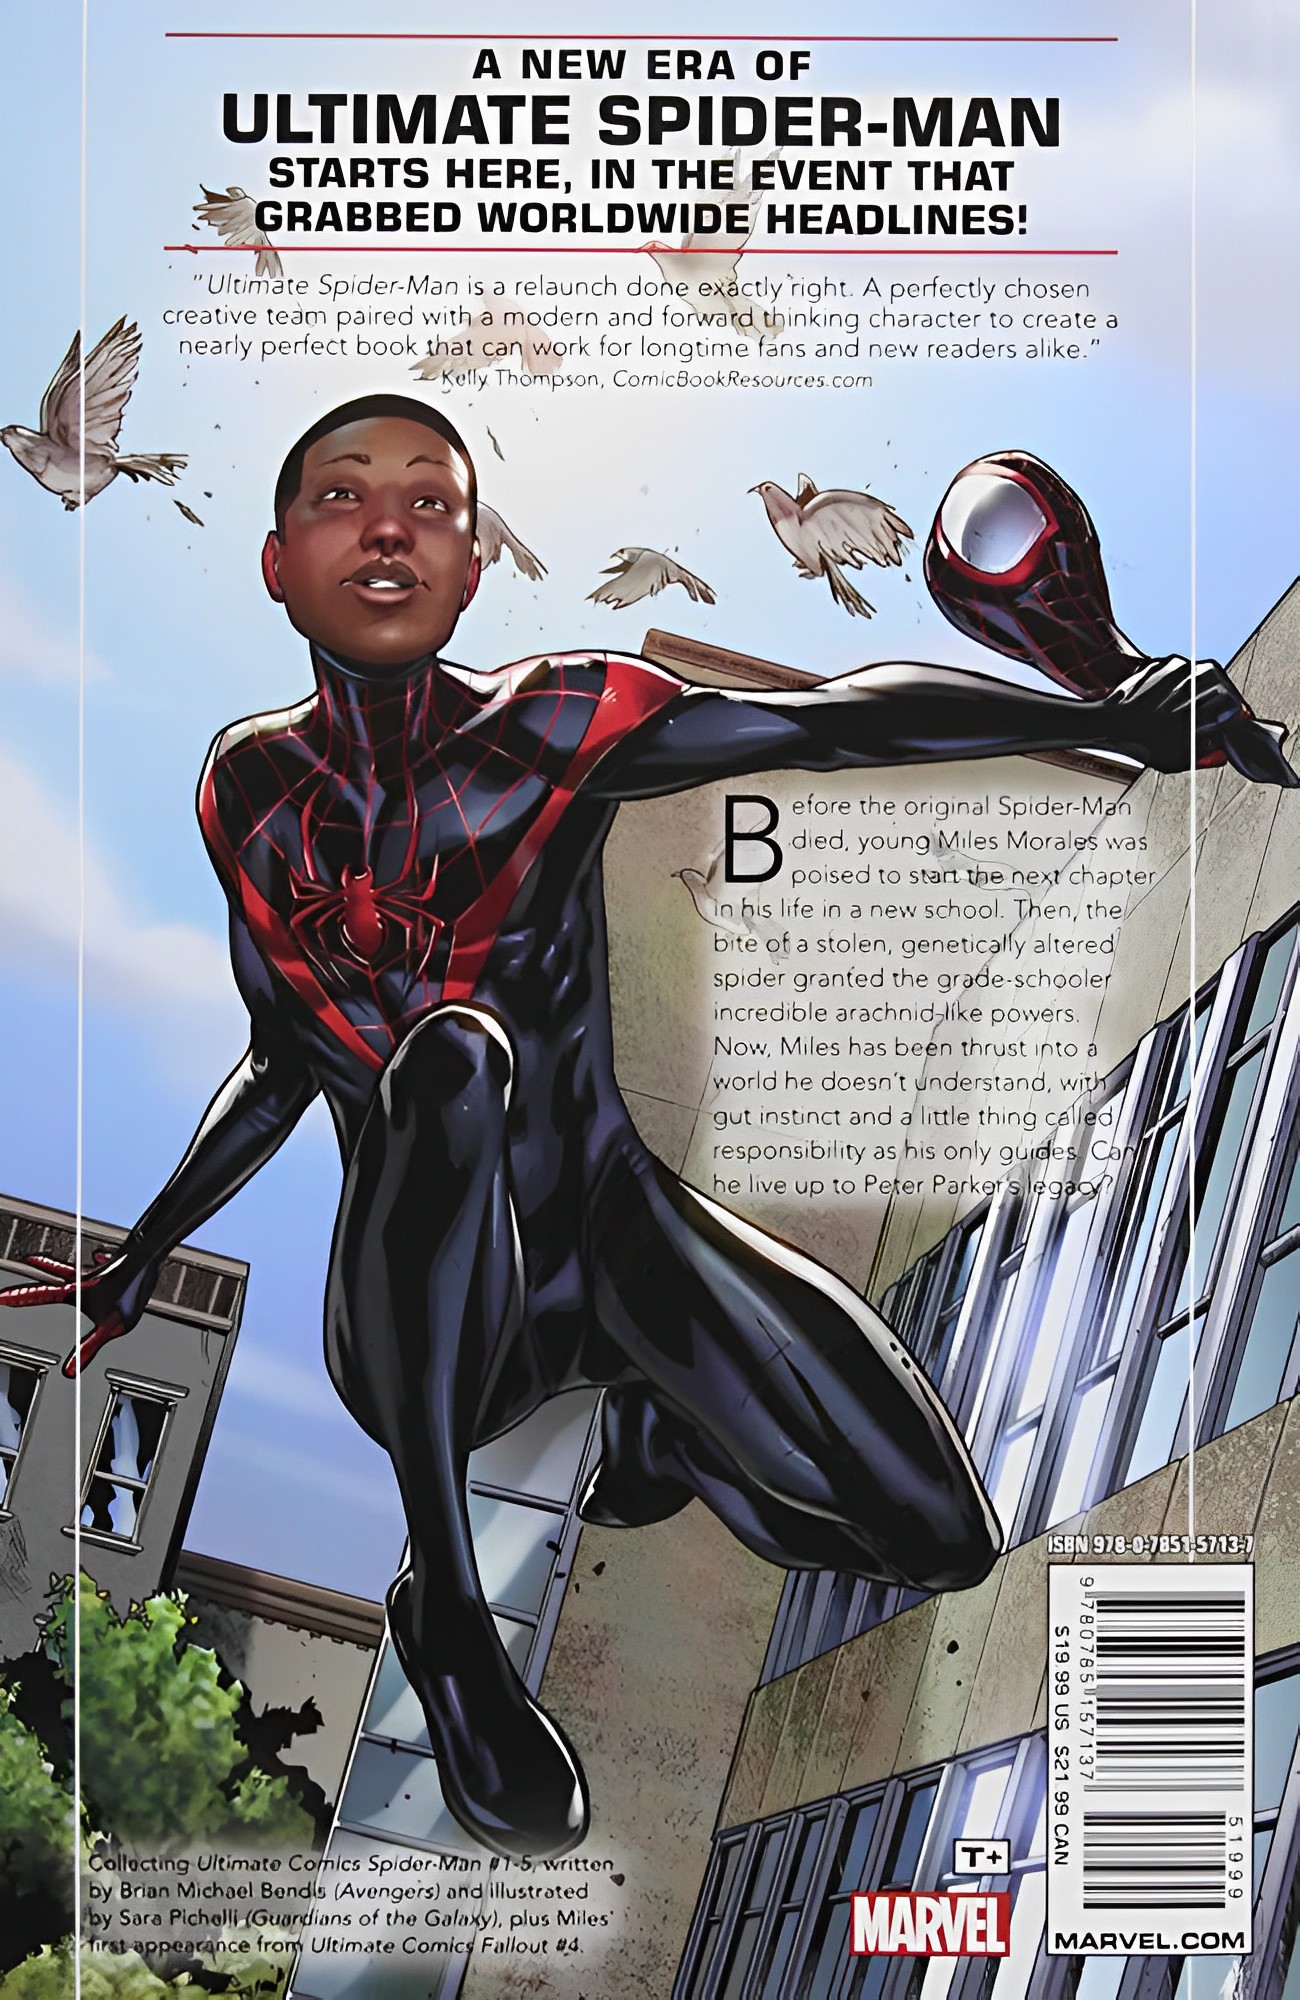 A NEW ERA OF
ULTIMATE SPIDER-MAN
STARTS HERE, IN THE EVENT THAT
GRABBED WORLDWIDE HEADLINES!
"Ultimate Spider-Man is a relaunch done exactly right. A perfectly chosen
creative team paired with a modern and forward thinking character to create a
nearly perfect book that can work for longtime fans and new readers alike."
— Kelly Thompson, ComicBookResources.com
Before the original Spider-Man
died, young Miles Morales was
poised to start the next chapter
in his life in a new school. Then, the
bite of a stolen, genetically altered
spider granted the grade-schooler
incredible arachnid-like powers.
Now, Miles has been thrust into a
world he doesn't understand, with
gut instinct and a little thing called
responsibility as his only guides. Can
he live up to Peter Parker's legacy?
Collecting Ultimate Comics Spider-Man #1-5, written
by Brian Michael Bendis (Avengers) and illustrated
by Sara Pichelli (Guardians of the Galaxy), plus Miles'
first appearance from Ultimate Comics Fallout #4.
T+
MARVEL
ISBN 978-0-7851-5713-7
9 780785 157137
51999
$19.99 US $21.99 CAN
MARVEL.COM